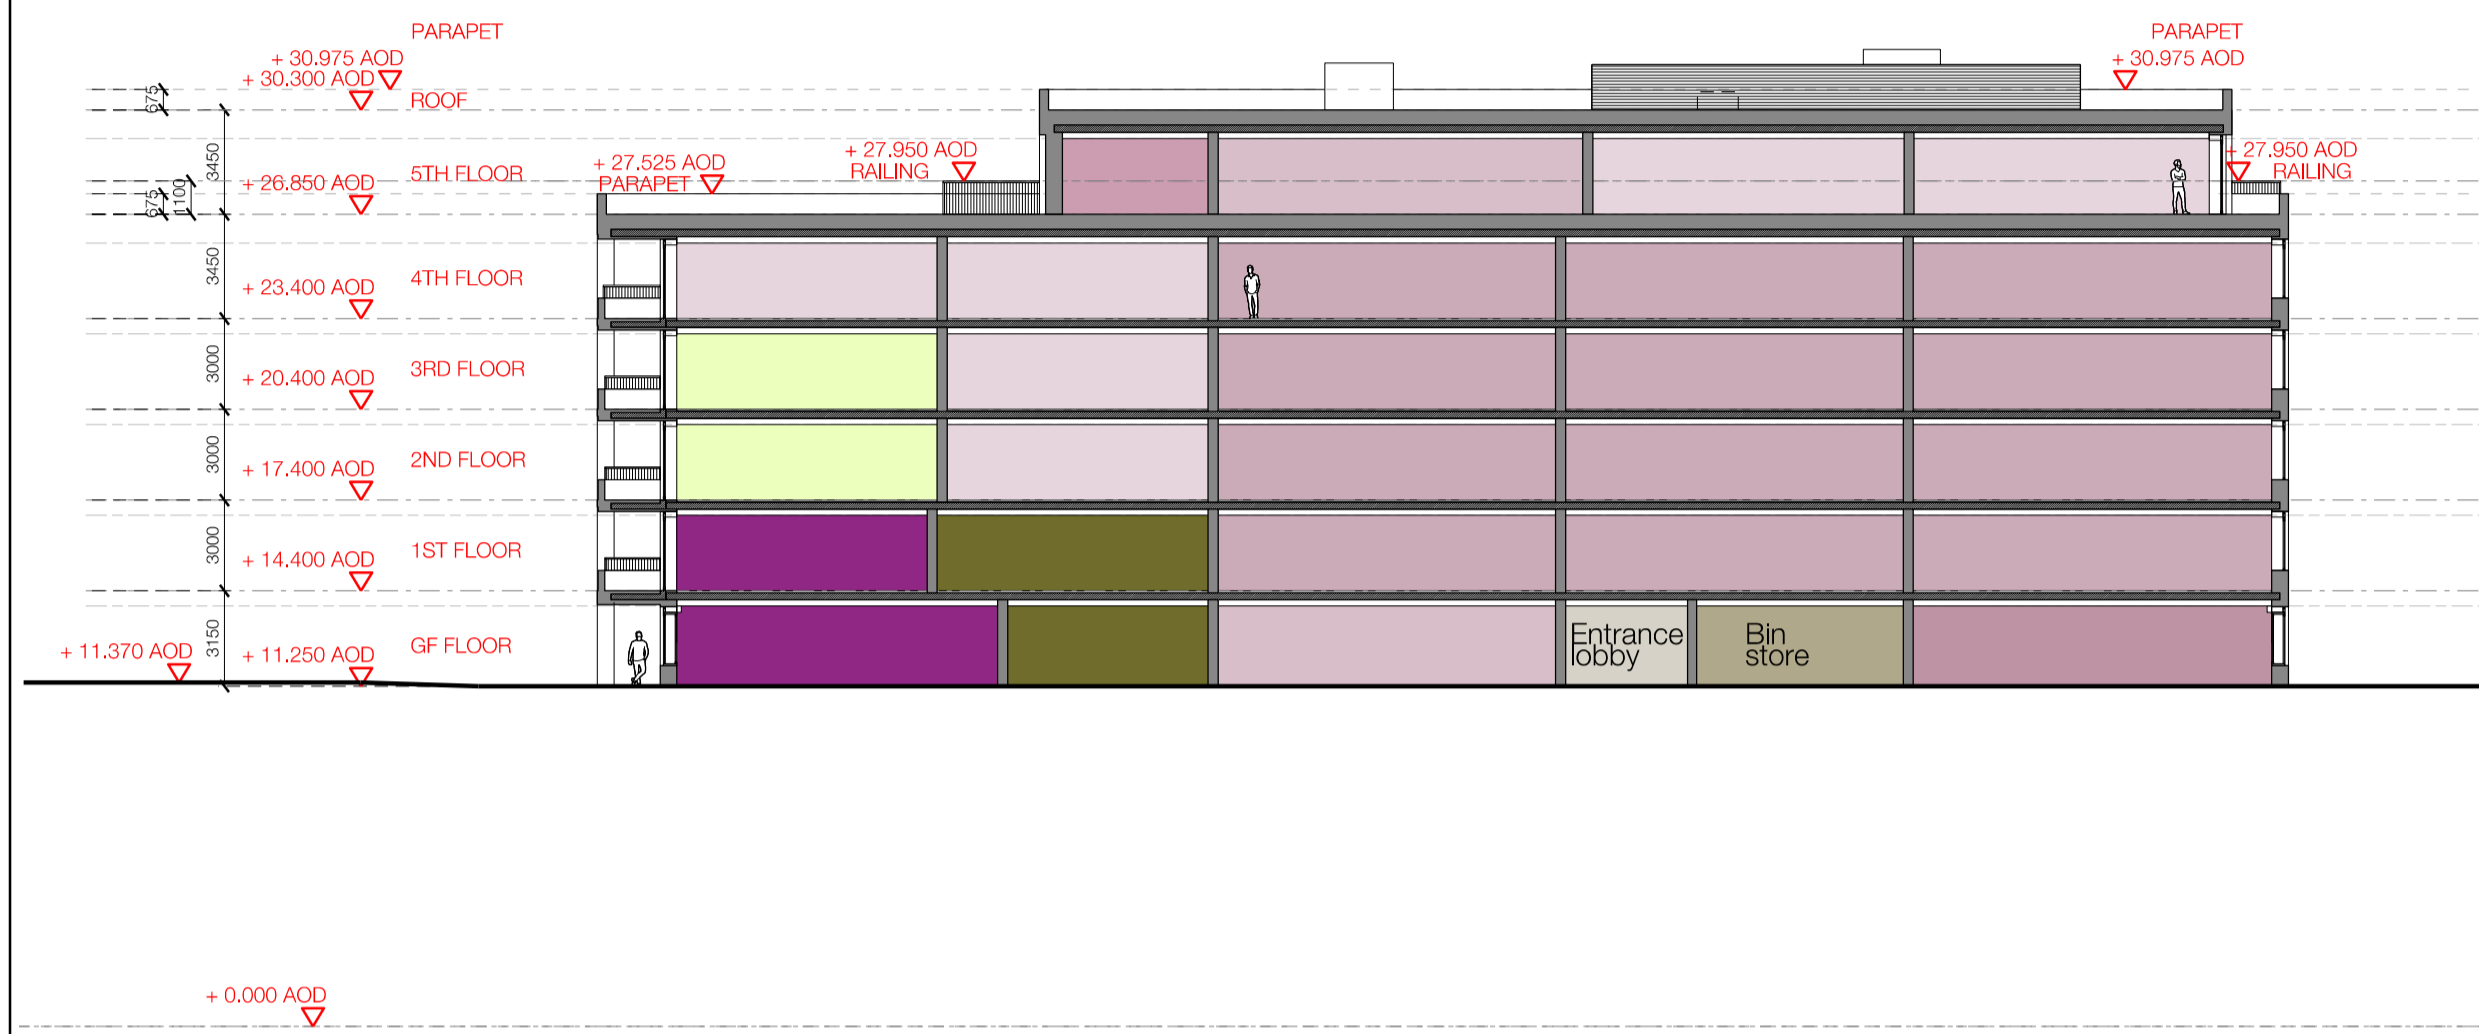 PARAPET
+ 30.975 AOD
+ 30.300 AOD
ROOF
675
3450
5TH FLOOR
+ 26.850 AOD
675
1100
3450
4TH FLOOR
+ 23.400 AOD
3000
3RD FLOOR
+ 20.400 AOD
3000
2ND FLOOR
+ 17.400 AOD
3000
1ST FLOOR
+ 14.400 AOD
3150
GF FLOOR
+ 11.370 AOD
+ 11.250 AOD
+ 0.000 AOD
+ 27.525 AOD
PARAPET
+ 27.950 AOD
RAILING
PARAPET
+ 30.975 AOD
+ 27.950 AOD
RAILING
Entrance
lobby
Bin
store